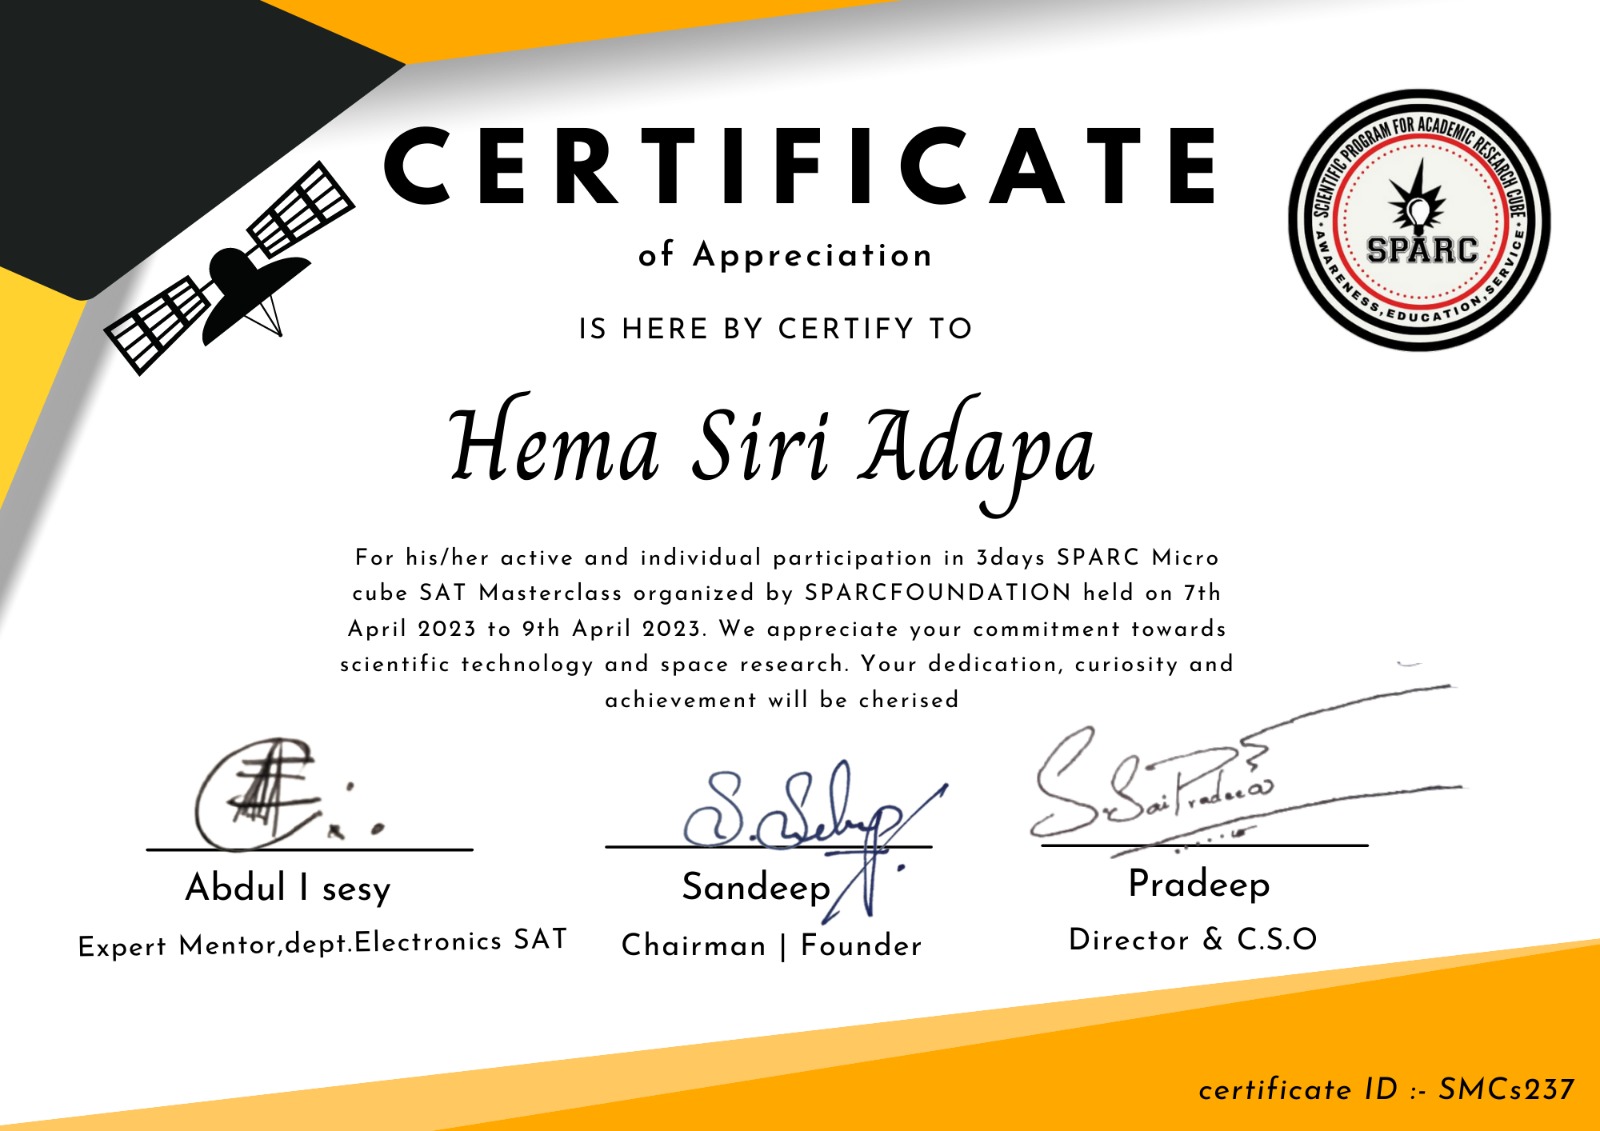 CERTIFICATE
of Appreciation
IS HERE BY CERTIFY TO
SCIENTIFIC PROGRAM FOR ACADEMIC RESEARCH CUBE
SPARC
AWARENESS,EDUCATION,SERVICE
Hema Siri Adapa
For his/her active and individual participation in 3days SPARC Micro
cube SAT Masterclass organized by SPARCFOUNDATION held on 7th
April 2023 to 9th April 2023. We appreciate your commitment towards
scientific technology and space research. Your dedication, curiosity and
achievement will be cherised
Abdul I sesy
Expert Mentor,dept.Electronics SAT
Sandeep
Chairman | Founder
Pradeep
Director & C.S.O
certificate ID :- SMCs237